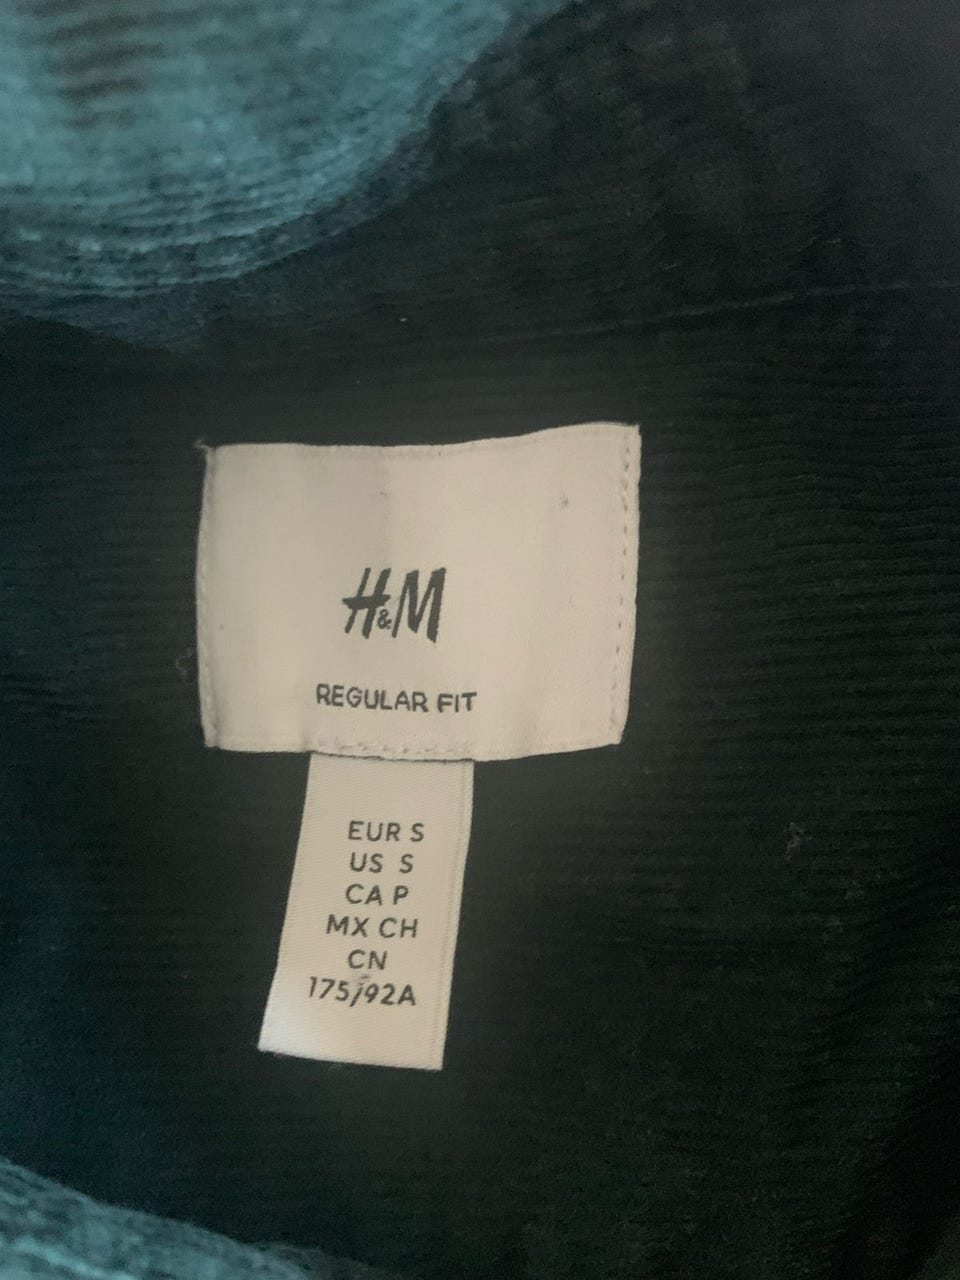 H&M
REGULAR FIT
EUR S
US S
CA P
MX CH
CN
175/92A